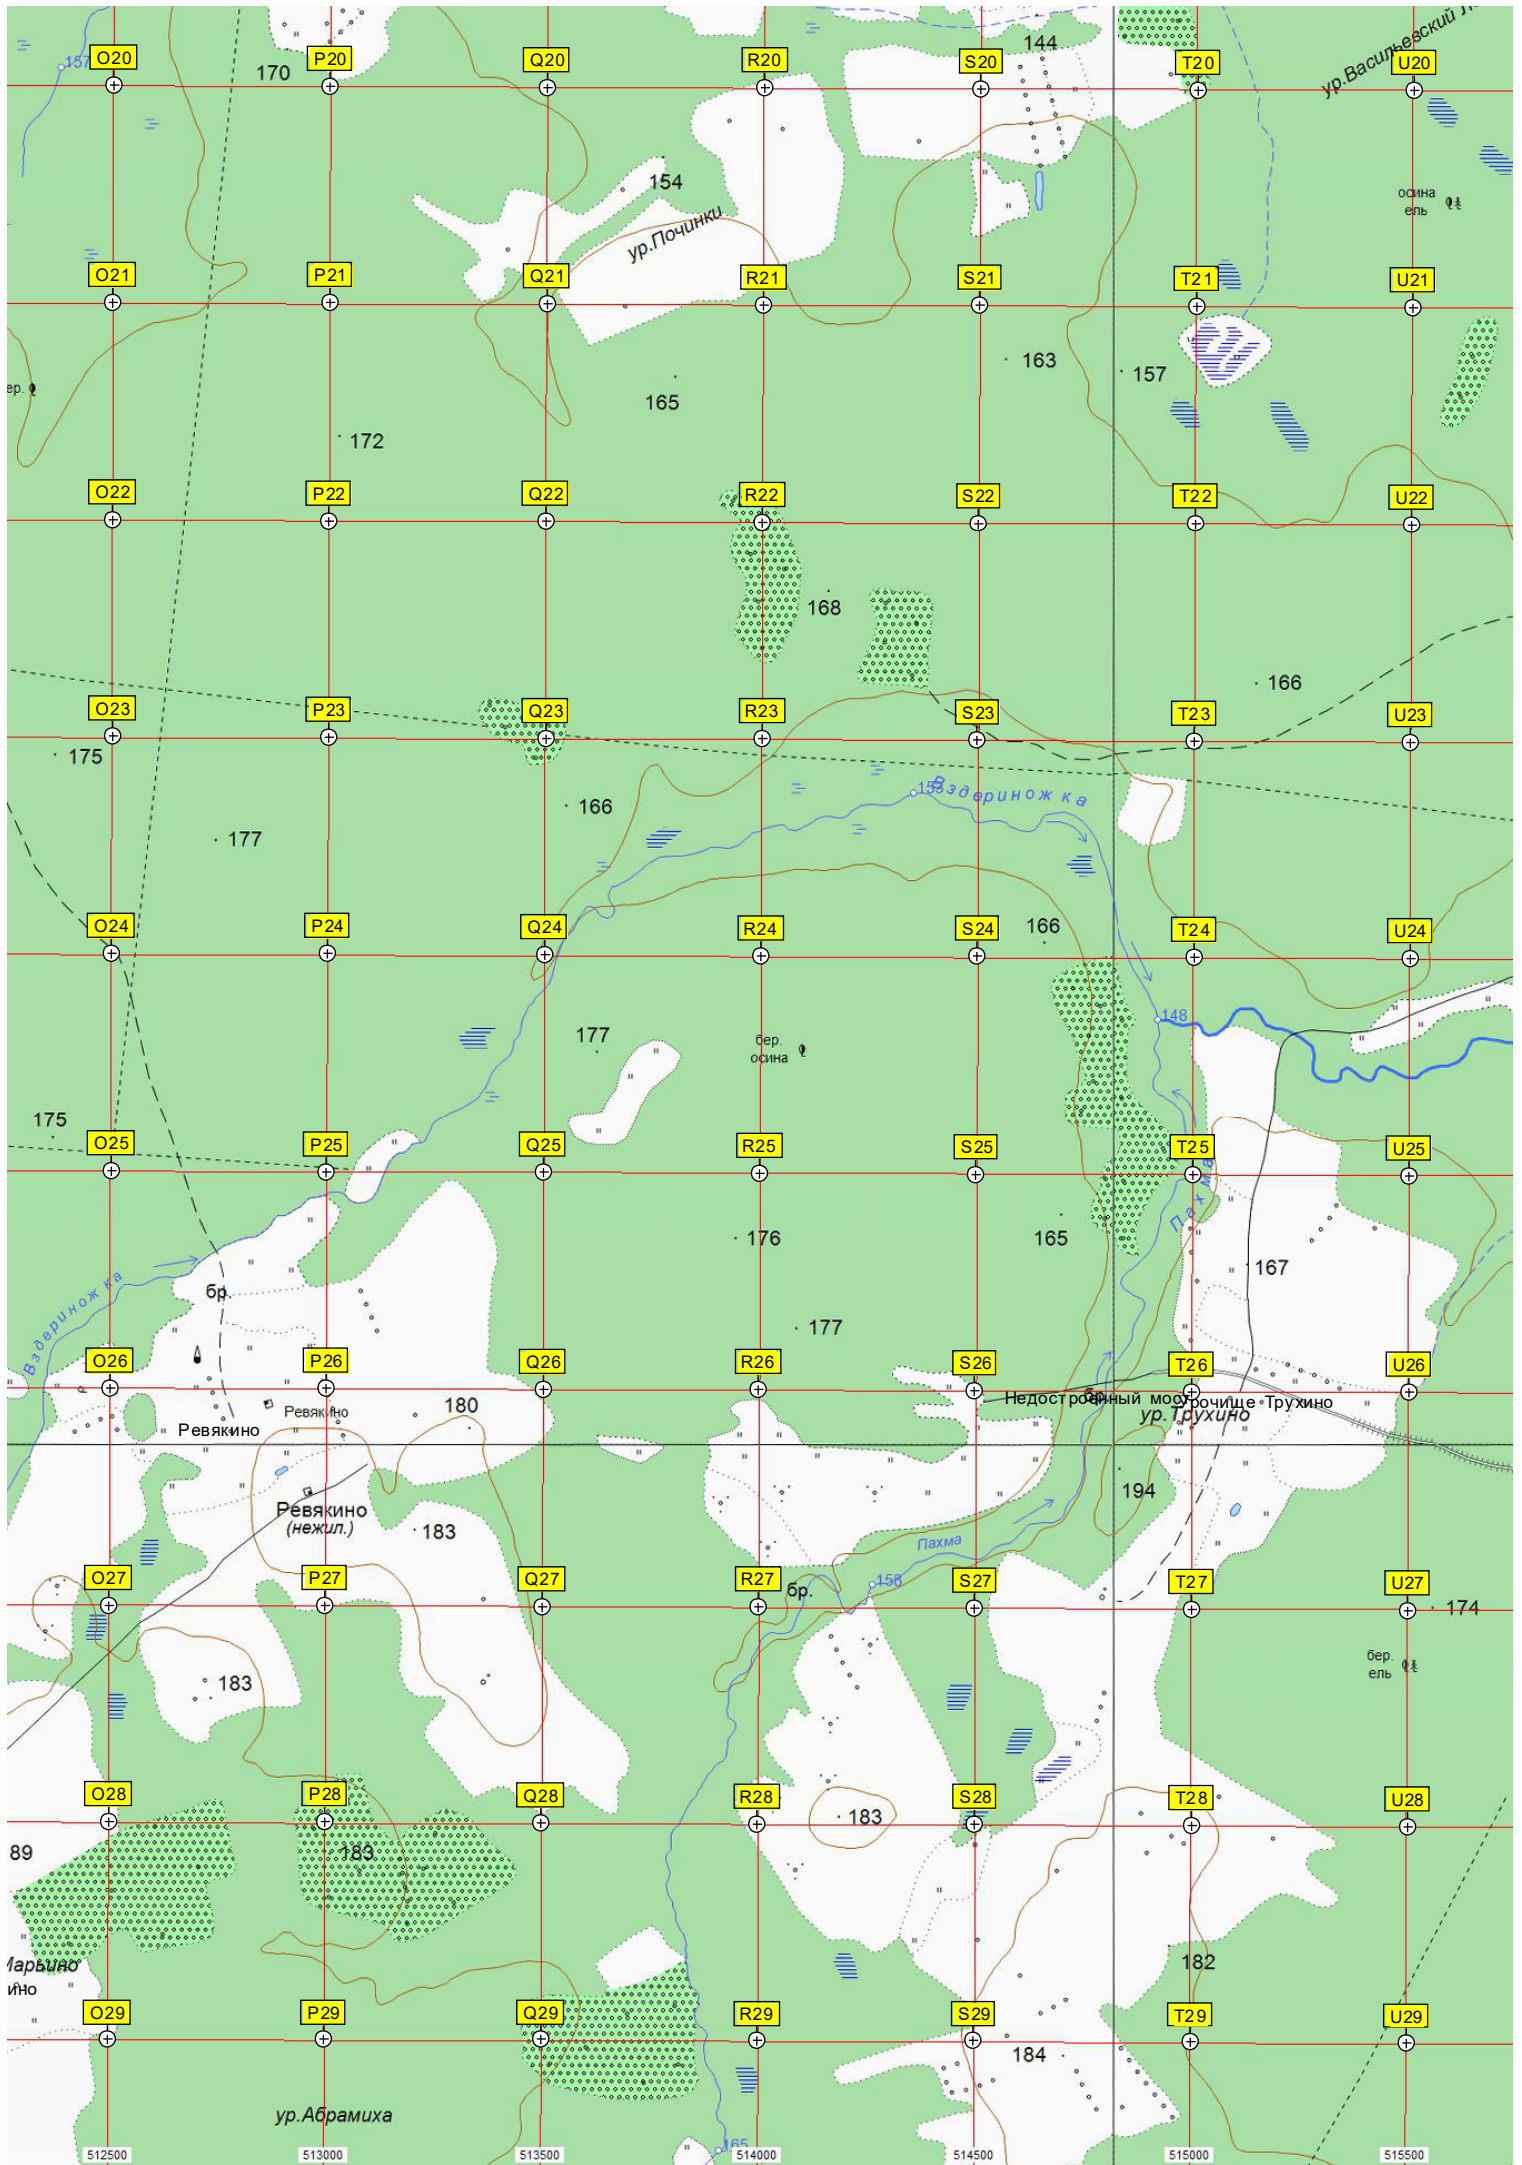 144
ур.Васильевский
157
O20
170
P20
Q20
R20
S20
T20
U20
154
осина
ель
ур.Починки
O21
P21
Q21
R21
S21
T21
U21
163
157
ер.
165
172
O22
P22
Q22
R22
S22
T22
U22
168
166
O23
P23
Q23
R23
S23
T23
U23
175
Вздериножка
166
177
O24
P24
Q24
R24
S24
T24
U24
166
148
177
бер.
осина
175
O25
P25
Q25
R25
S25
T25
U25
Пахма
176
165
167
бр.
Вздериножка
177
O26
P26
Q26
R26
S26
T26
U26
бр.
Недостроенный мост
урочище Трухино
ур.Трухино
Ревякино
180
Ревякино
194
Ревякино
(нежил.)
183
Пахма
O27
P27
Q27
R27
бр.
158
S27
T27
U27
174
бер.
ель
183
O28
P28
Q28
R28
S28
T28
U28
183
89
183
182
Марьино
ино
O29
P29
Q29
R29
S29
T29
U29
184
ур.Абрамиха
165
512500
513000
513500
514000
514500
515000
515500